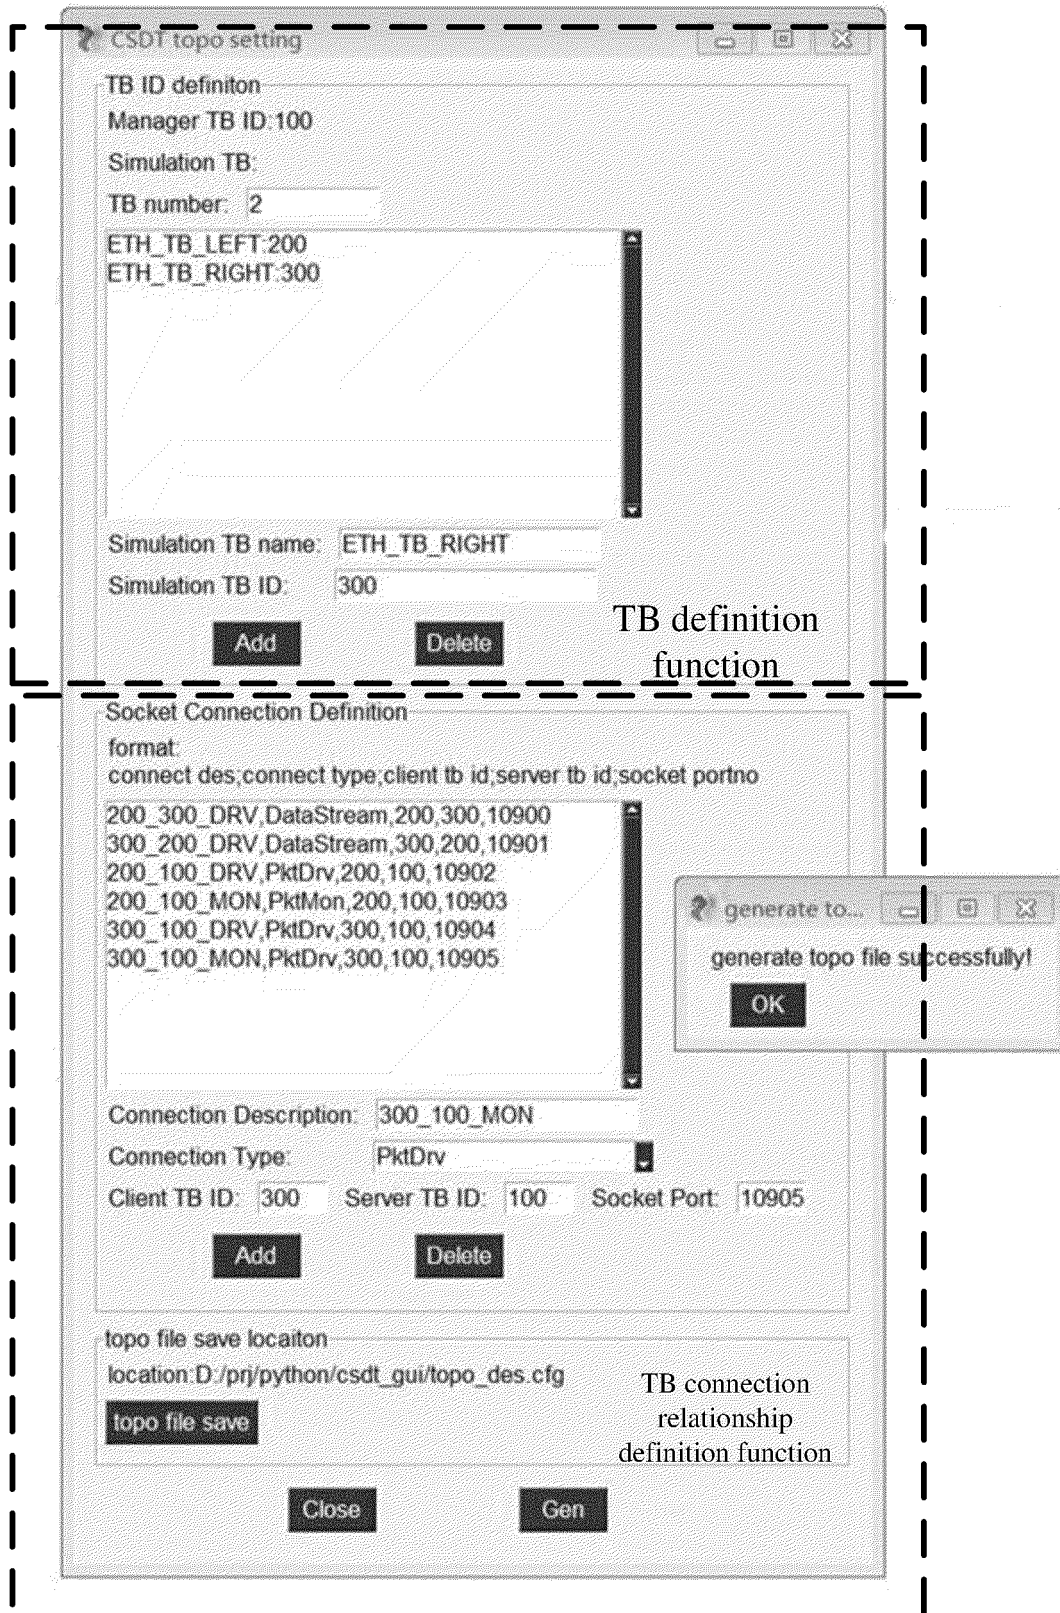 CSDT topo setting
TB ID definiton
Manager TB ID:100
Simulation TB:
TB number: 2
ETH_TB_LEFT:200
ETH_TB_RIGHT:300
Simulation TB name: ETH_TB_RIGHT
Simulation TB ID: 300
Add Delete
TB definition
function
Socket Connection Definition
format:
connect des;connect type;client tb id;server tb id;socket portno
200_300_DRV,DataStream,200,300,10900
300_200_DRV,DataStream,300,200,10901
200_100_DRV,PktDrv,200,100,10902
200_100_MON,PktMon,200,100,10903
300_100_DRV,PktDrv,300,100,10904
300_100_MON,PktDrv,300,100,10905
generate to...
generate topo file successfully!
OK
Connection Description: 300_100_MON
Connection Type: PktDrv
Client TB ID: 300 Server TB ID: 100 Socket Port: 10905
Add Delete
topo file save locaiton
location:D:/prj/python/csdt_gui/topo_des.cfg
topo file save
TB connection
relationship
definition function
Close Gen